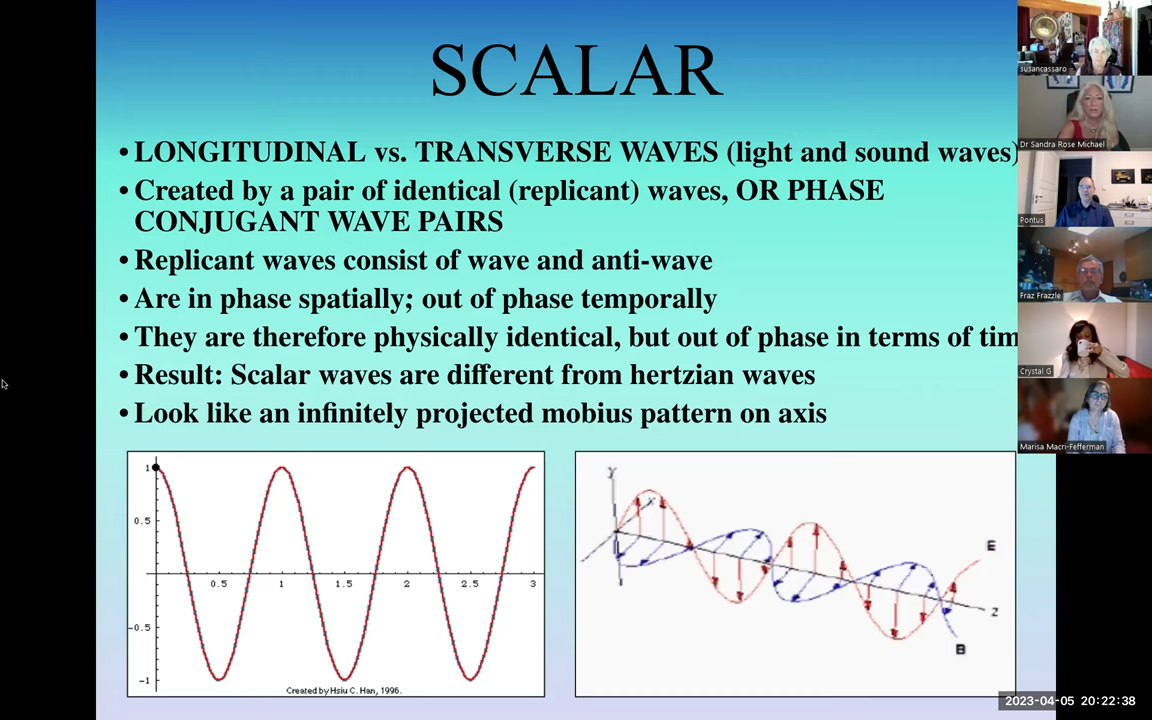 SCALAR
• LONGITUDINAL vs. TRANSVERSE WAVES (light and sound waves)
• Created by a pair of identical (replicant) waves, OR PHASE
CONJUGANT WAVE PAIRS
• Replicant waves consist of wave and anti-wave
• Are in phase spatially; out of phase temporally
• They are therefore physically identical, but out of phase in terms of tim
• Result: Scalar waves are different from hertzian waves
• Look like an infinitely projected mobius pattern on axis
1
0.5
-0.5
-1
0.5 1 1.5 2 2.5 3
Created by Hsiu C. Han, 1996.
Y
X
E
Z
B
susancassaro
Dr Sandra Rose Michael
Pontus
Fraz Frazzle
Crystal G
Marisa Macri-Fefferman
2023-04-05 20:22:38